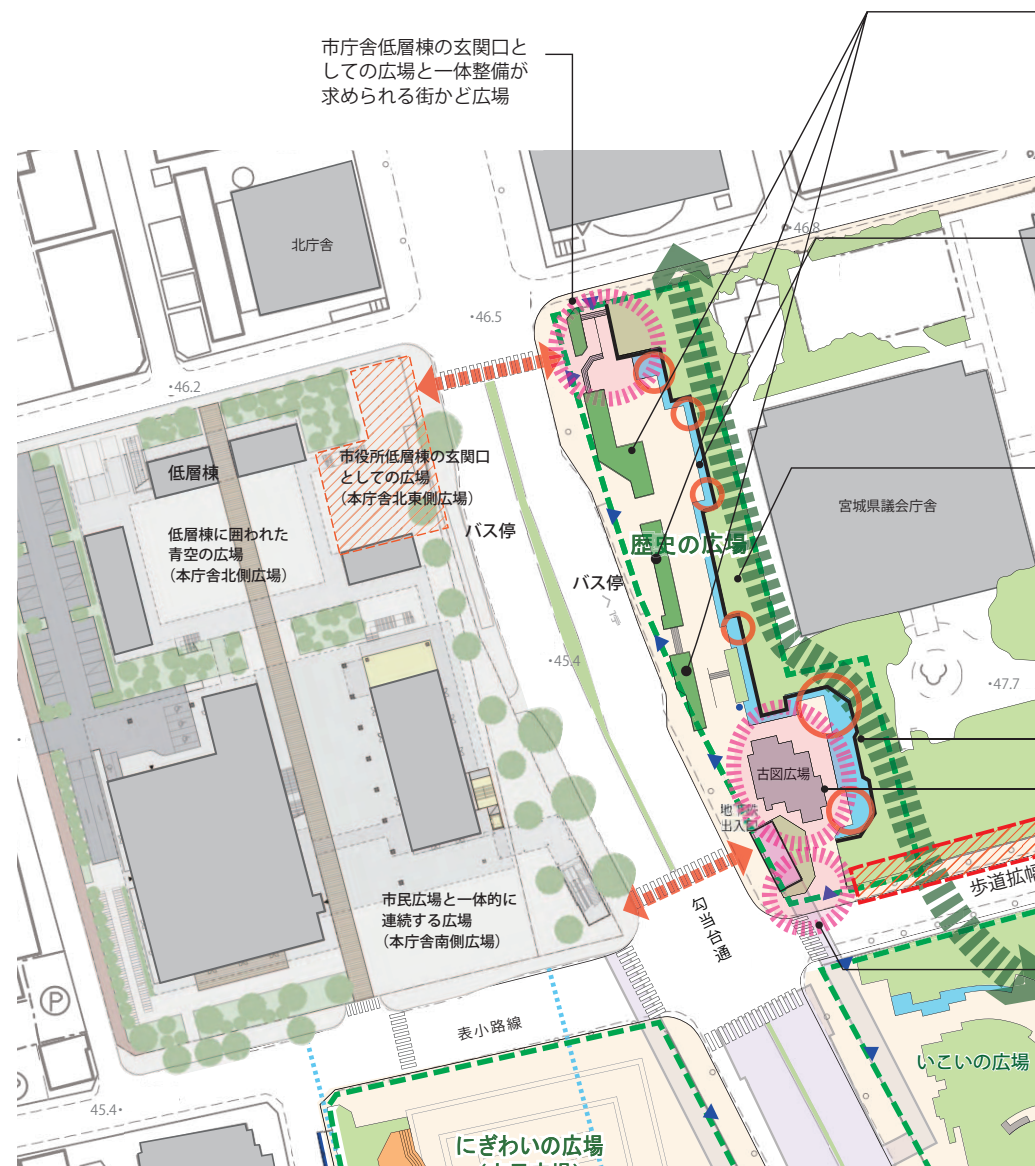 市庁舎低層棟の玄関口と
しての広場と一体整備が
求められる街かど広場
北庁舎
46.8
46.5
46.2
低層棟
市役所低層棟の玄関口
としての広場
(本庁舎北東側広場)
宮城県議会庁舎
低層棟に囲われた
青空の広場
(本庁舎北側広場)
バス停
歴史の広場
バス停
45.4
47.7
古図広場
地下鉄
出入口
歩道拡幅
市民広場と一体的に
連続する広場
(本庁舎南側広場)
勾当台通
P
表小路線
いこいの広場
45.4
にぎわいの広場